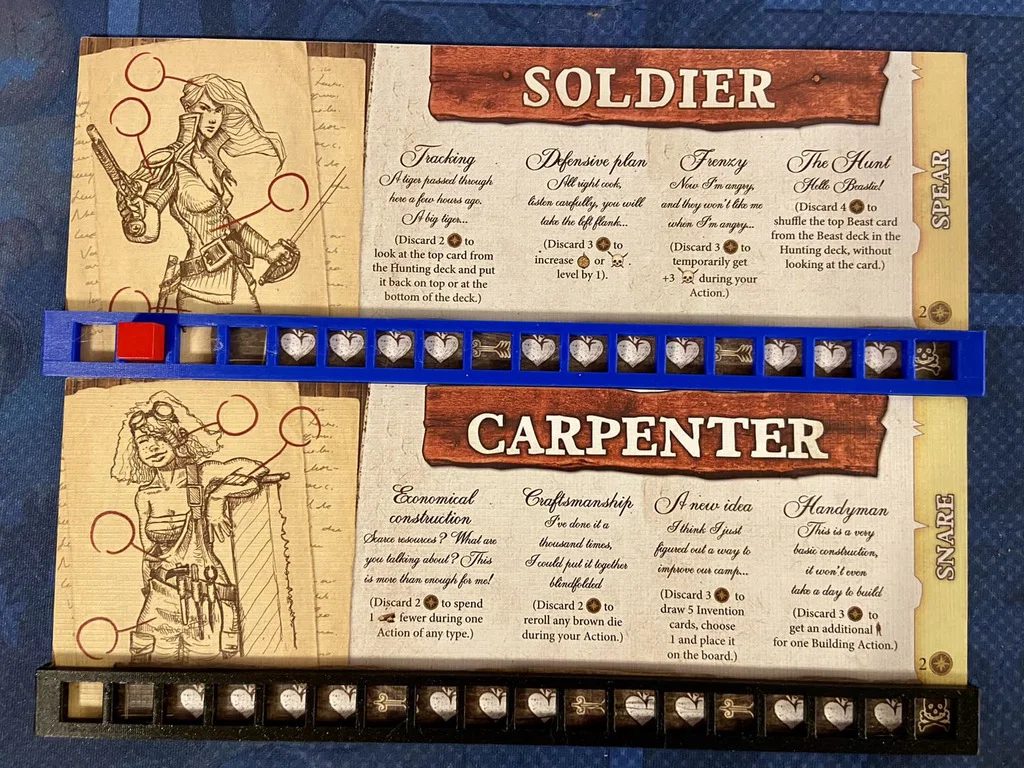 SOLDIER
Tracking
A tiger passed through
here a few hours ago.
A big tiger...
(Discard 2 to
look at the top card from
the Hunting deck and put
it back on top or at the
bottom of the deck.)
Defensive plan
All right cook,
listen carefully, you will
take the left flank...
(Discard 3 to
increase or
level by 1).
Frenzy
Now I'm angry,
and they won't like me
when I'm angry...
(Discard 3 to
temporarily get
+3 during your
Action.)
The Hunt
Hello Beastie!
(Discard 4 to
shuffle the top Beast card
from the Beast deck in the
Hunting deck, without
looking at the card.)
SPEAR
2
CARPENTER
Economical
construction
Scarce resources? What are
you talking about? This
is more than enough for me!
(Discard 2 to spend
1 fewer during one
Action of any type.)
Craftsmanship
I've done it a
thousand times,
I could put it together
blindfolded
(Discard 2 to
reroll any brown die
during your Action.)
A new idea
I think I just
figured out a way to
improve our camp...
(Discard 3 to
draw 5 Invention
cards, choose
1 and place it
on the board.)
Handyman
This is a very
basic construction,
it won't even
take a day to build
(Discard 3 to
get an additional
for one Building Action.)
SNARE
2